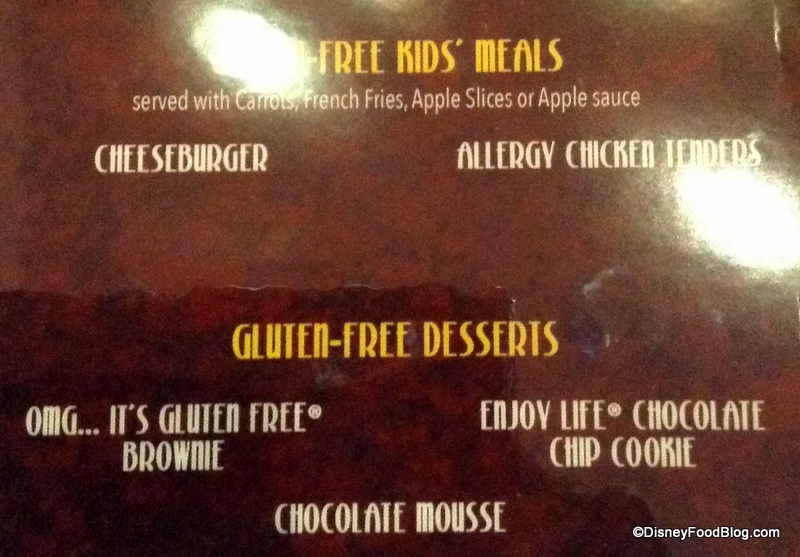 -FREE KIDS' MEALS
served with Carrots, French Fries, Apple Slices or Apple sauce
CHEESEBURGER
ALLERGY CHICKEN TENDERS
GLUTEN-FREE DESSERTS
OMG... IT'S GLUTEN FREE®
BROWNIE
ENJOY LIFE® CHOCOLATE
CHIP COOKIE
CHOCOLATE MOUSSE
©DisneyFoodBlog.com